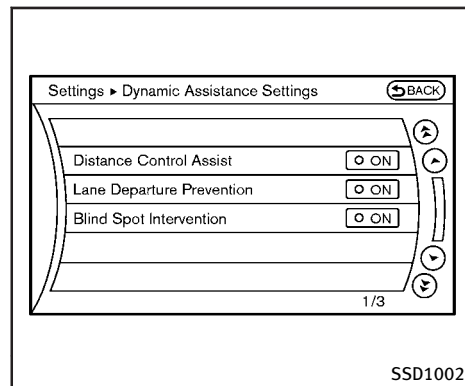 Settings ▸ Dynamic Assistance Settings
BACK
Distance Control Assist
ON
Lane Departure Prevention
ON
Blind Spot Intervention
ON
1/3
SSD1002